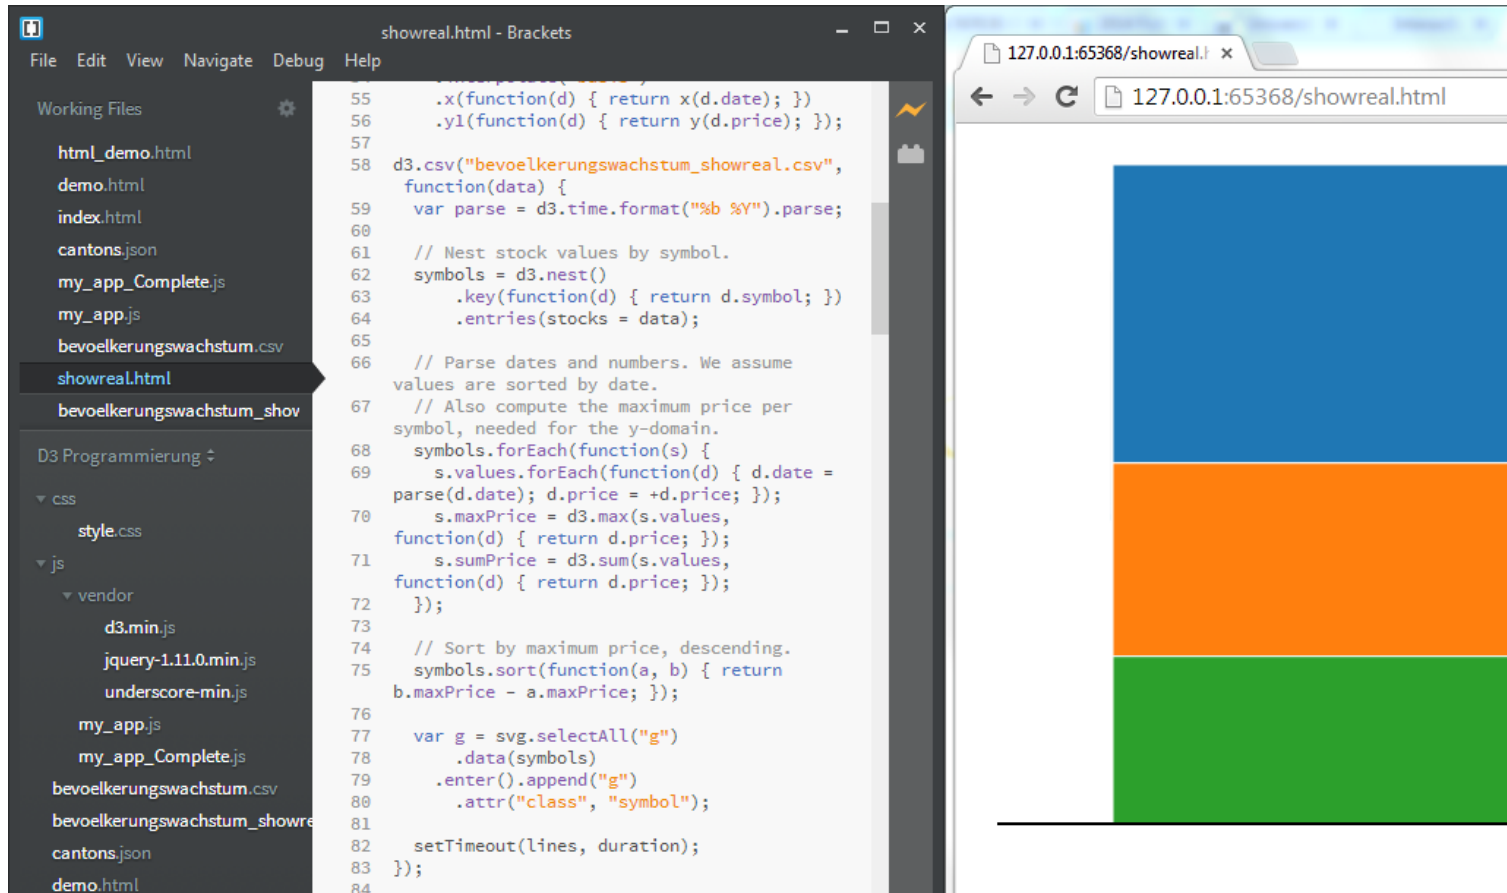 showreal.html - Brackets
File Edit View Navigate Debug Help
Working Files
html_demo.html
demo.html
index.html
cantons.json
my_app_Complete.js
my_app.js
bevoelkerungswachstum.csv
showreal.html
bevoelkerungswachstum_show
D3 Programmierung
css
style.css
js
vendor
d3.min.js
jquery-1.11.0.min.js
underscore-min.js
my_app.js
my_app_Complete.js
bevoelkerungswachstum.csv
bevoelkerungswachstum_showre
cantons.json
demo.html
55 .x(function(d) { return x(d.date); })
56 .y1(function(d) { return y(d.price); });
57
58 d3.csv("bevoelkerungswachstum_showreal.csv",
function(data) {
59 var parse = d3.time.format("%b %Y").parse;
60
61 // Nest stock values by symbol.
62 symbols = d3.nest()
63 .key(function(d) { return d.symbol; })
64 .entries(stocks = data);
65
66 // Parse dates and numbers. We assume
values are sorted by date.
67 // Also compute the maximum price per
symbol, needed for the y-domain.
68 symbols.forEach(function(s) {
69 s.values.forEach(function(d) { d.date =
parse(d.date); d.price = +d.price; });
70 s.maxPrice = d3.max(s.values,
function(d) { return d.price; });
71 s.sumPrice = d3.sum(s.values,
function(d) { return d.price; });
72 });
73
74 // Sort by maximum price, descending.
75 symbols.sort(function(a, b) { return
b.maxPrice - a.maxPrice; });
76
77 var g = svg.selectAll("g")
78 .data(symbols)
79 .enter().append("g")
80 .attr("class", "symbol");
81
82 setTimeout(lines, duration);
83 });
84
127.0.0.1:65368/showreal.h
127.0.0.1:65368/showreal.html